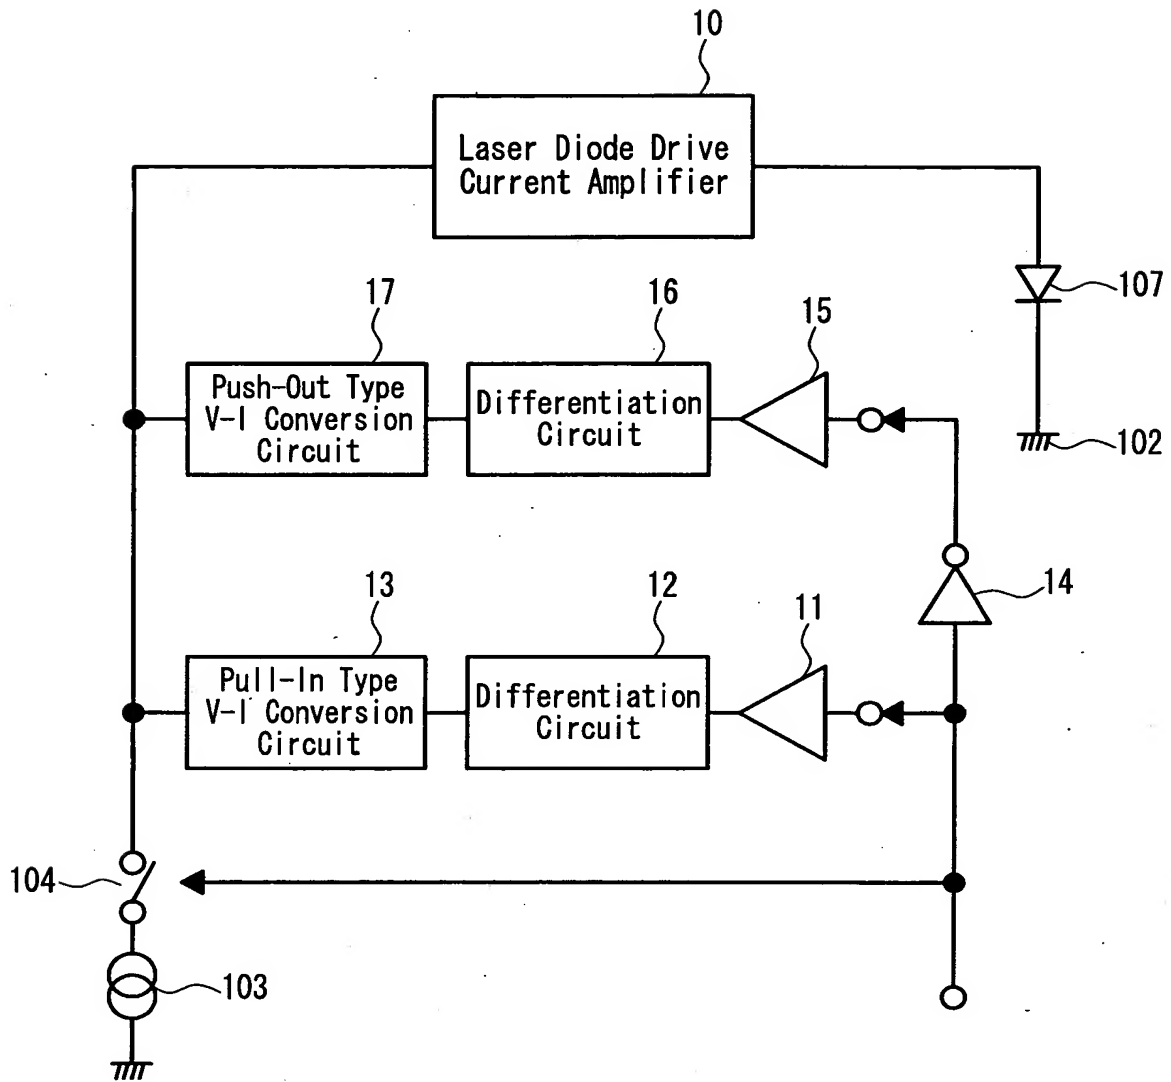 10
Laser Diode Drive
Current Amplifier
107
17
16
15
Push-Out Type
V-I Conversion
Circuit
Differentiation
Circuit
102
14
13
12
11
Pull-In Type
V-I Conversion
Circuit
Differentiation
Circuit
104
103